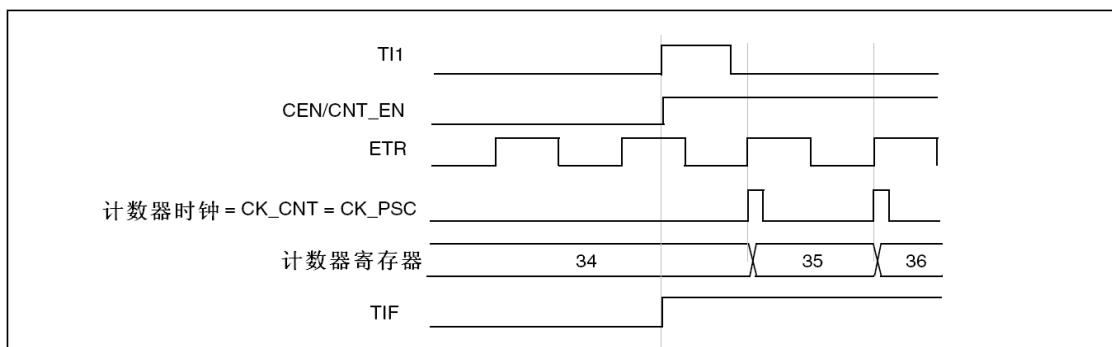 TI1
CEN/CNT_EN
ETR
计数器时钟 = CK_CNT = CK_PSC
计数器寄存器 34 35 36
TIF